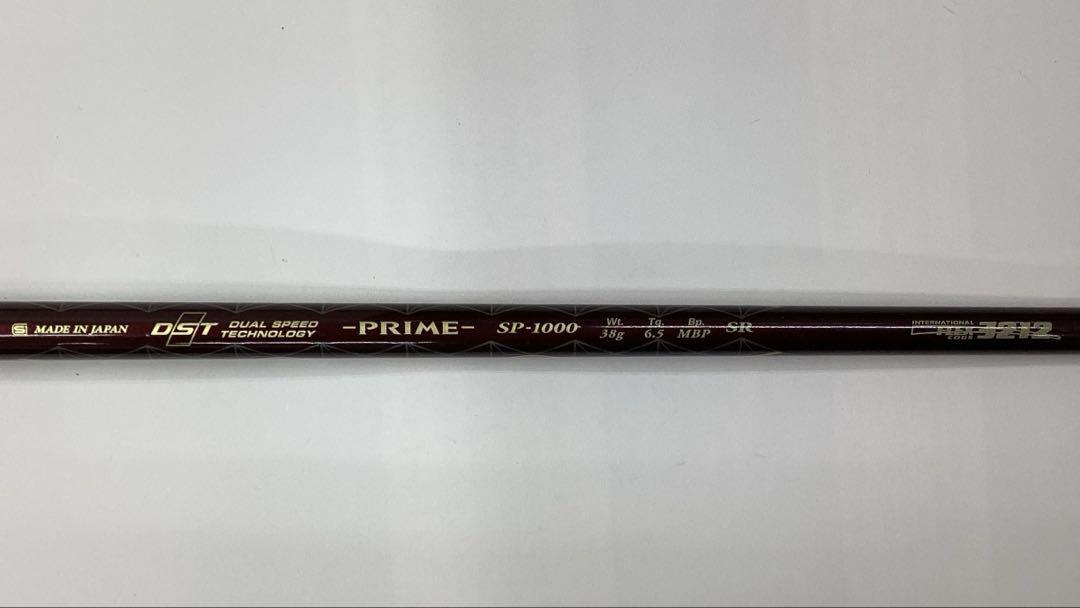 S MADE IN JAPAN
DST DUAL SPEED
TECHNOLOGY
-PRIME-
SP-1000
Wt.
38g
Tq.
6.5
Bp.
MBP
SR
INTERNATIONAL
FLEX 3212
CODE